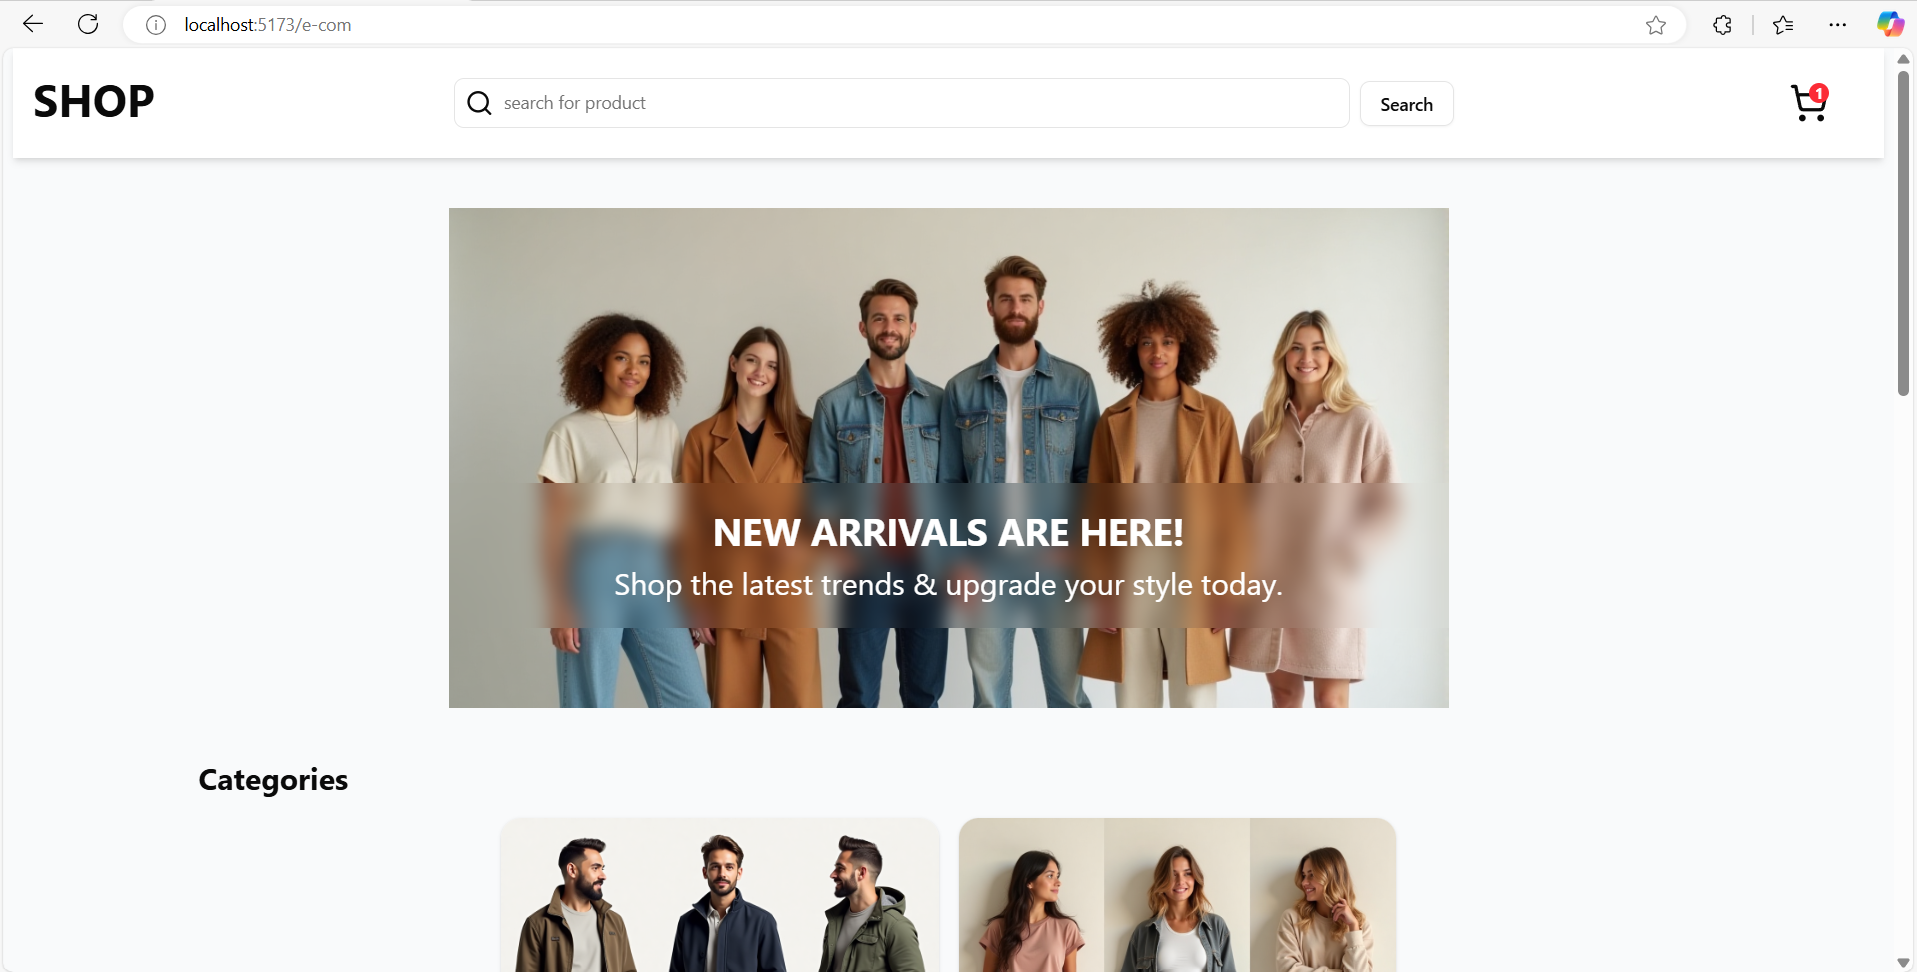 localhost:5173/e-com
SHOP
search for product
Search
1
NEW ARRIVALS ARE HERE!
Shop the latest trends & upgrade your style today.
Categories